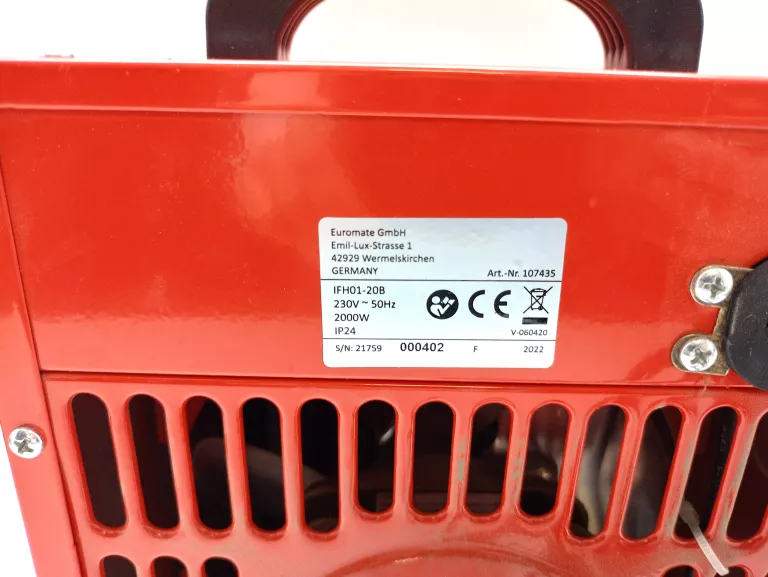 Euromate GmbH
Emil-Lux-Strasse 1
42929 Wermelskirchen
GERMANY Art.-Nr. 107435
IFH01-20B
230V ~ 50Hz
2000W
IP24
CE
V-060420
S/N: 21759 000402 F 2022